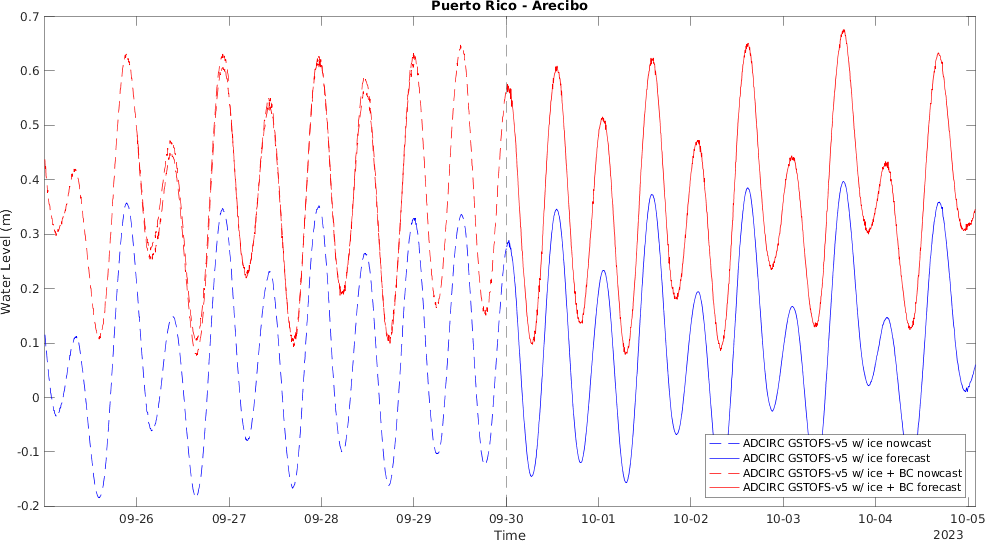 Puerto Rico - Arecibo
0.7
0.6
0.5
0.4
0.3
0.2
0.1
0
-0.1
-0.2
Water Level (m)
ADCIRC GSTOFS-v5 w/ ice nowcast
ADCIRC GSTOFS-v5 w/ ice forecast
ADCIRC GSTOFS-v5 w/ ice + BC nowcast
ADCIRC GSTOFS-v5 w/ ice + BC forecast
09-26 09-27 09-28 09-29 09-30 10-01 10-02 10-03 10-04 10-05
Time
2023